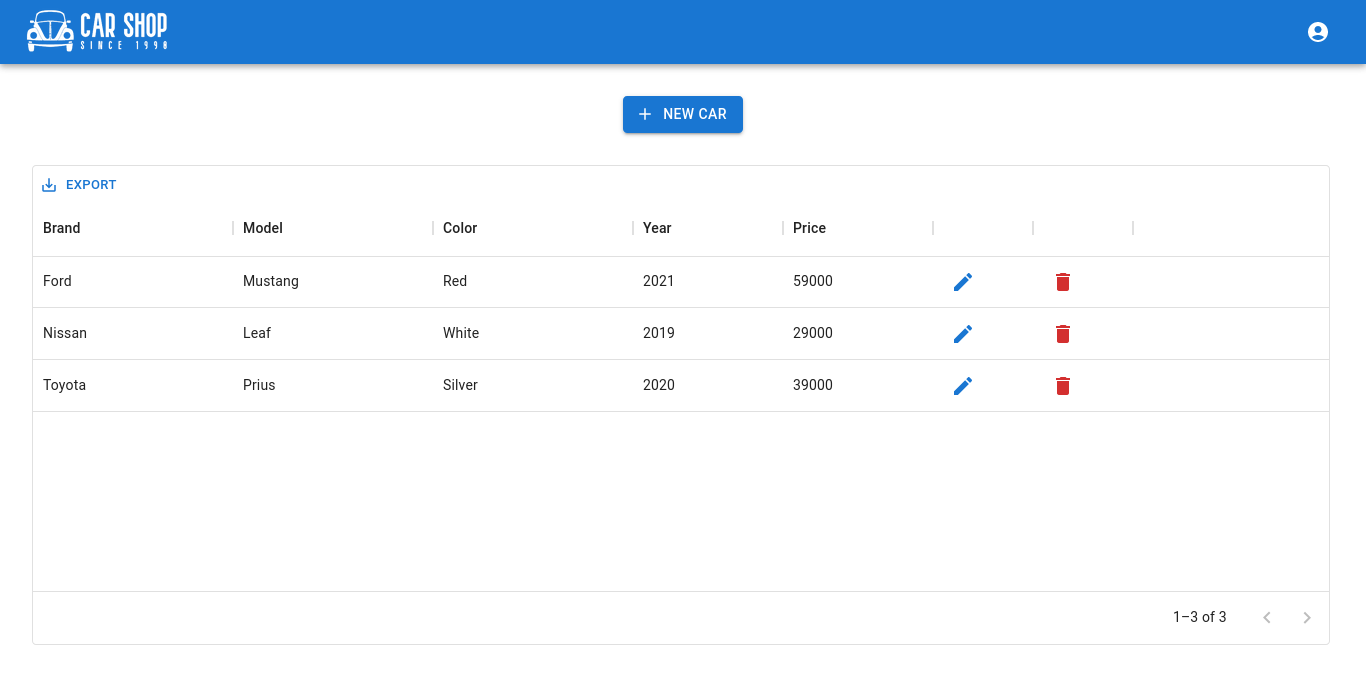 CAR SHOP
SINCE 1998
NEW CAR
EXPORT
Brand Model Color Year Price
Ford Mustang Red 2021 59000
Nissan Leaf White 2019 29000
Toyota Prius Silver 2020 39000
1–3 of 3